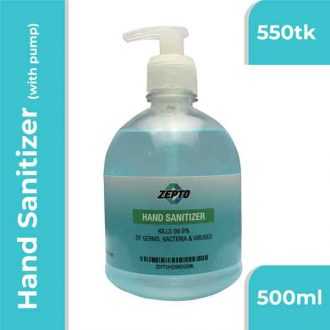 Hand Sanitizer (with pump)
550tk
ZEPTO
HAND SANITIZER
KILLS 99.9%
OF GERMS, BACTERIA & VIRUSES
500ml